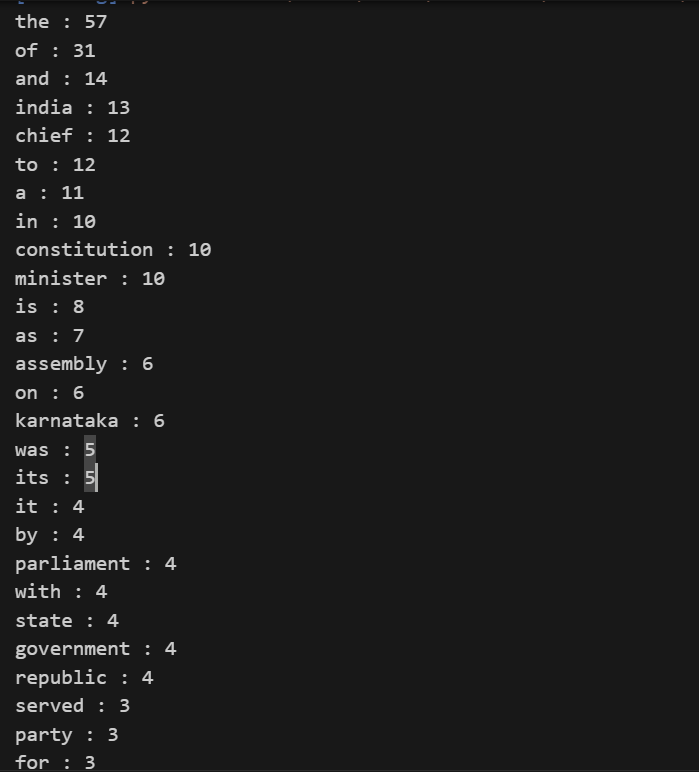 the : 57
of : 31
and : 14
india : 13
chief : 12
to : 12
a : 11
in : 10
constitution : 10
minister : 10
is : 8
as : 7
assembly : 6
on : 6
karnataka : 6
was : 5
its : 5
it : 4
by : 4
parliament : 4
with : 4
state : 4
government : 4
republic : 4
served : 3
party : 3
for : 3